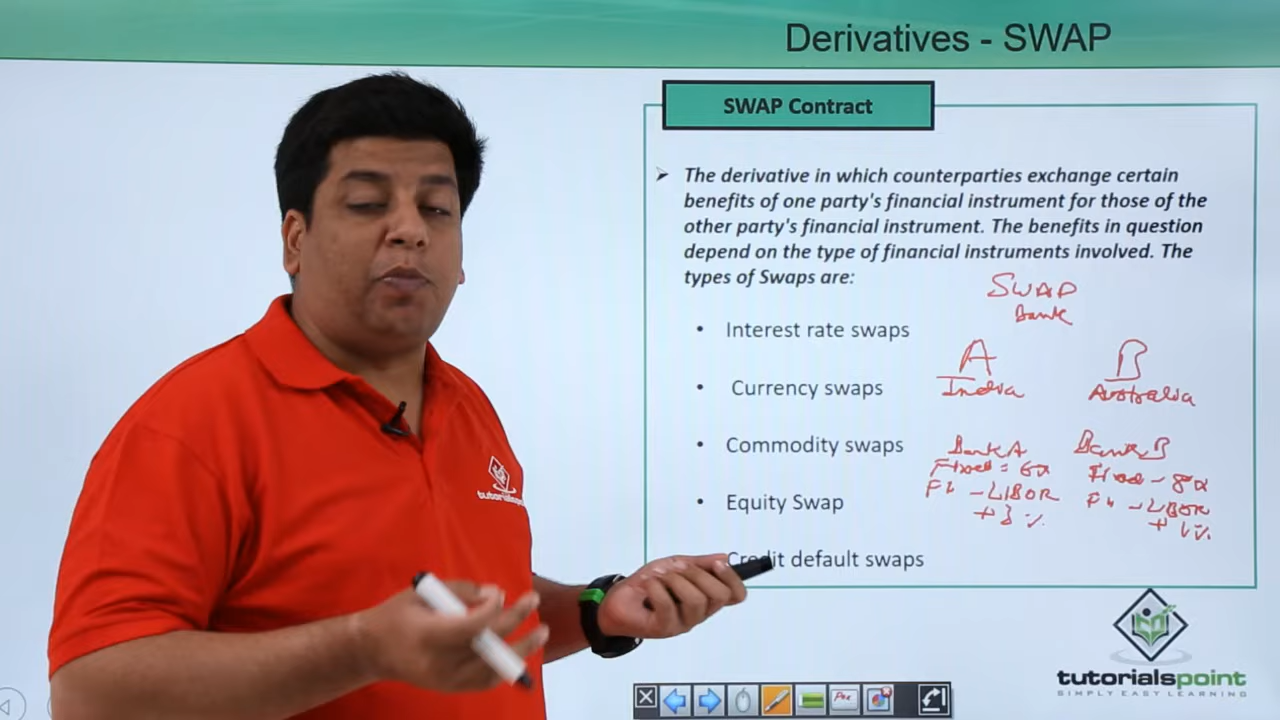 Derivatives - SWAP
SWAP Contract
➢ The derivative in which counterparties exchange certain
benefits of one party's financial instrument for those of the
other party's financial instrument. The benefits in question
depend on the type of financial instruments involved. The
types of Swaps are:
SWAP
Bank
• Interest rate swaps
A B
India Australia
• Currency swaps
• Commodity swaps
Bank A Bank B
Fixed = 6% Fixed - 8%
FL - LIBOR FL - LIBOR
+ 3% + 1%
• Equity Swap
Credit default swaps
tutorialspoint
tutorialspoint
SIMPLY EASY LEARNING
Pen